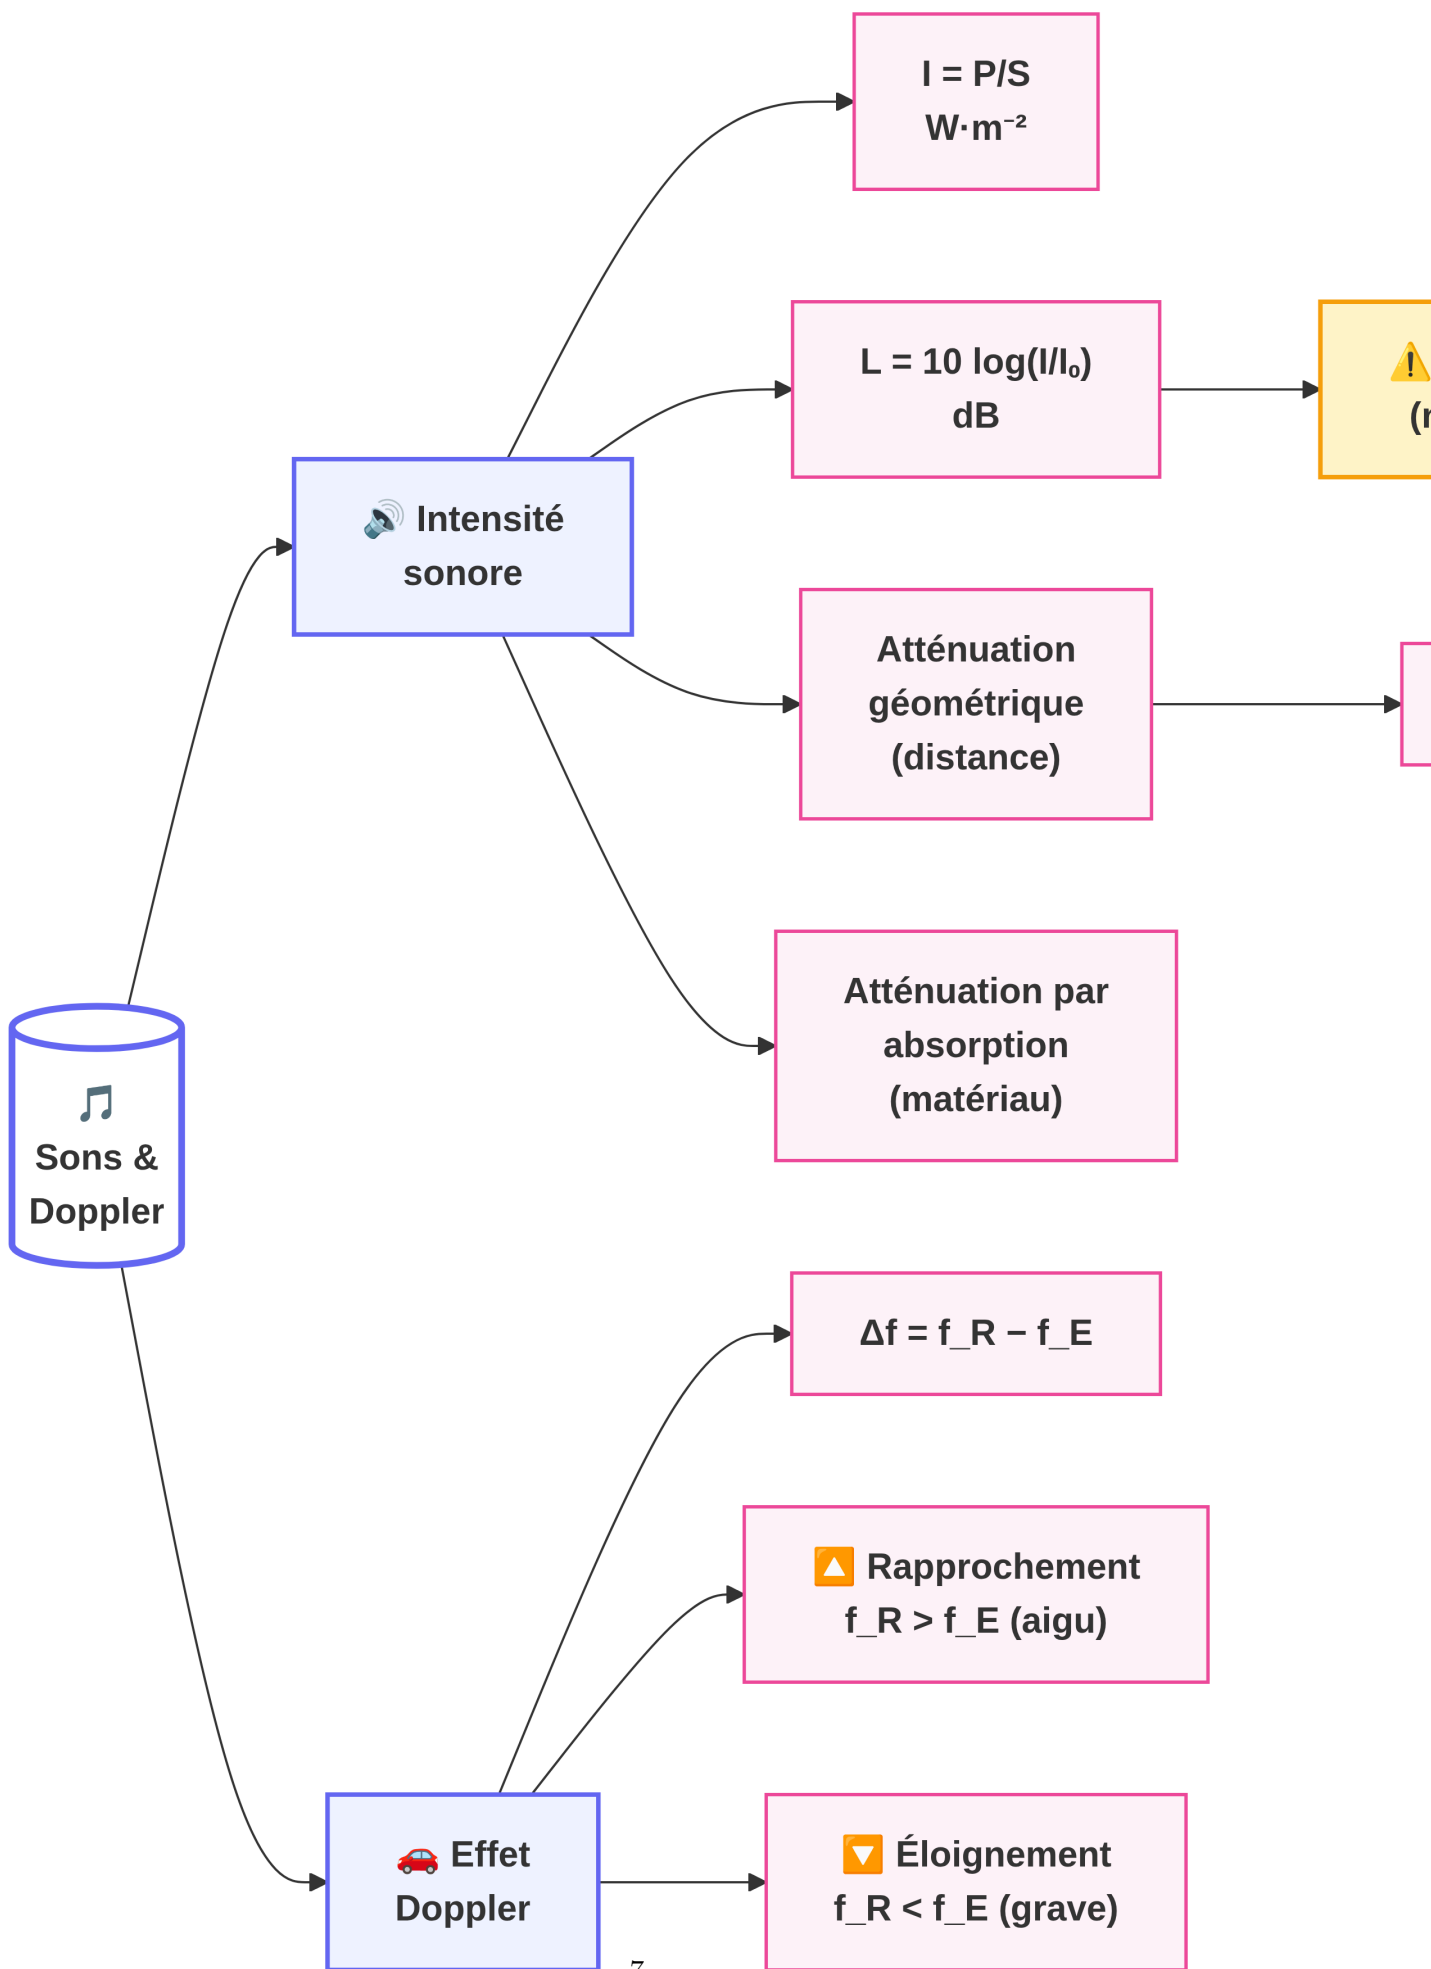 I = P/S
W·m⁻²
L = 10 log(I/I₀)
dB
🔊 Intensité
sonore
Atténuation
géométrique
(distance)
Atténuation par
absorption
(matériau)
🎵
Sons &
Doppler
Δf = f_R − f_E
🔼 Rapprochement
f_R > f_E (aigu)
🚗 Effet
Doppler
🔽 Éloignement
f_R < f_E (grave)